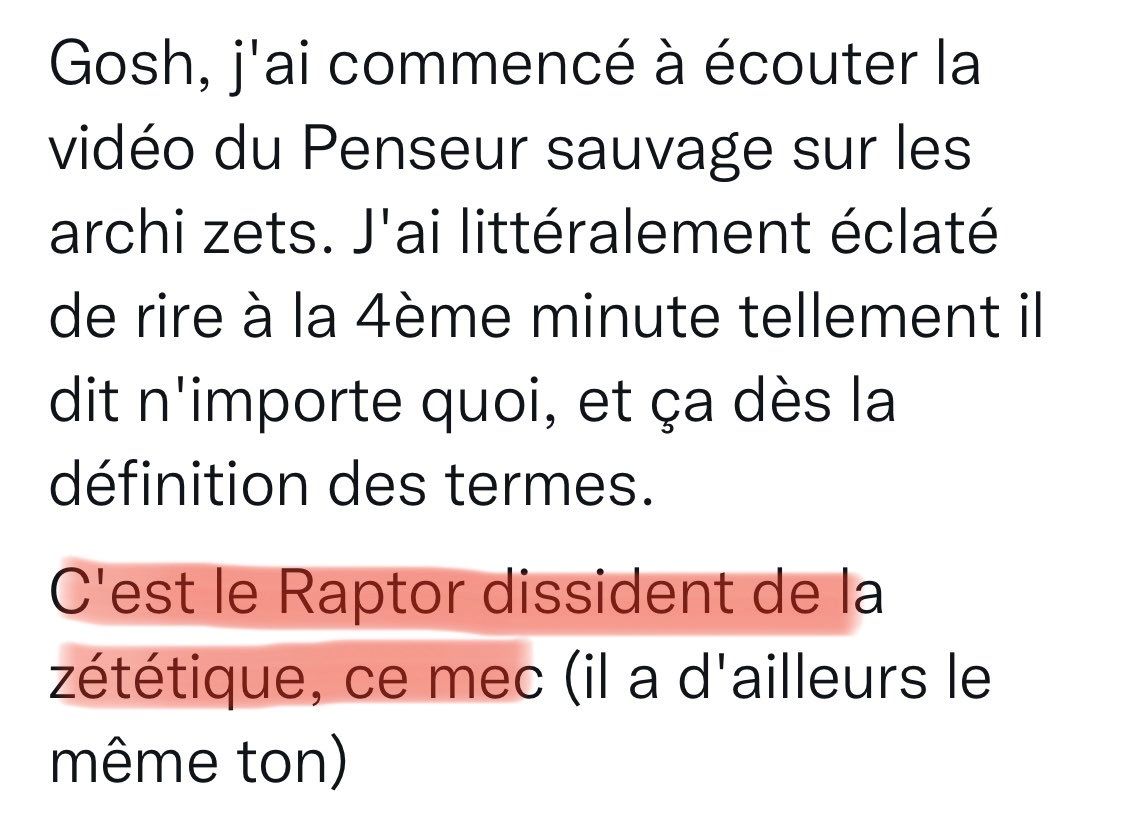 Gosh, j'ai commencé à écouter la
vidéo du Penseur sauvage sur les
archi zets. J'ai littéralement éclaté
de rire à la 4ème minute tellement il
dit n'importe quoi, et ça dès la
définition des termes.
C'est le Raptor dissident de la
zététique, ce mec (il a d'ailleurs le
même ton)